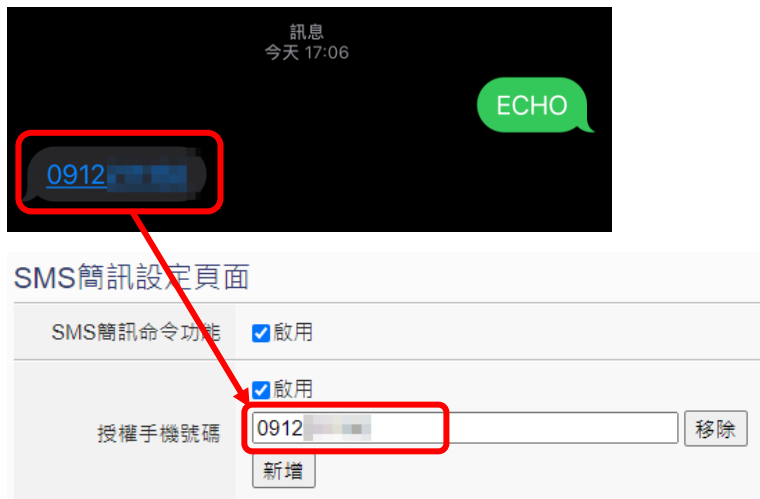 訊息
今天 17:06
ECHO
0912
SMS簡訊設定頁面
SMS簡訊命令功能 啟用
啟用
授權手機號碼 0912 移除
新增